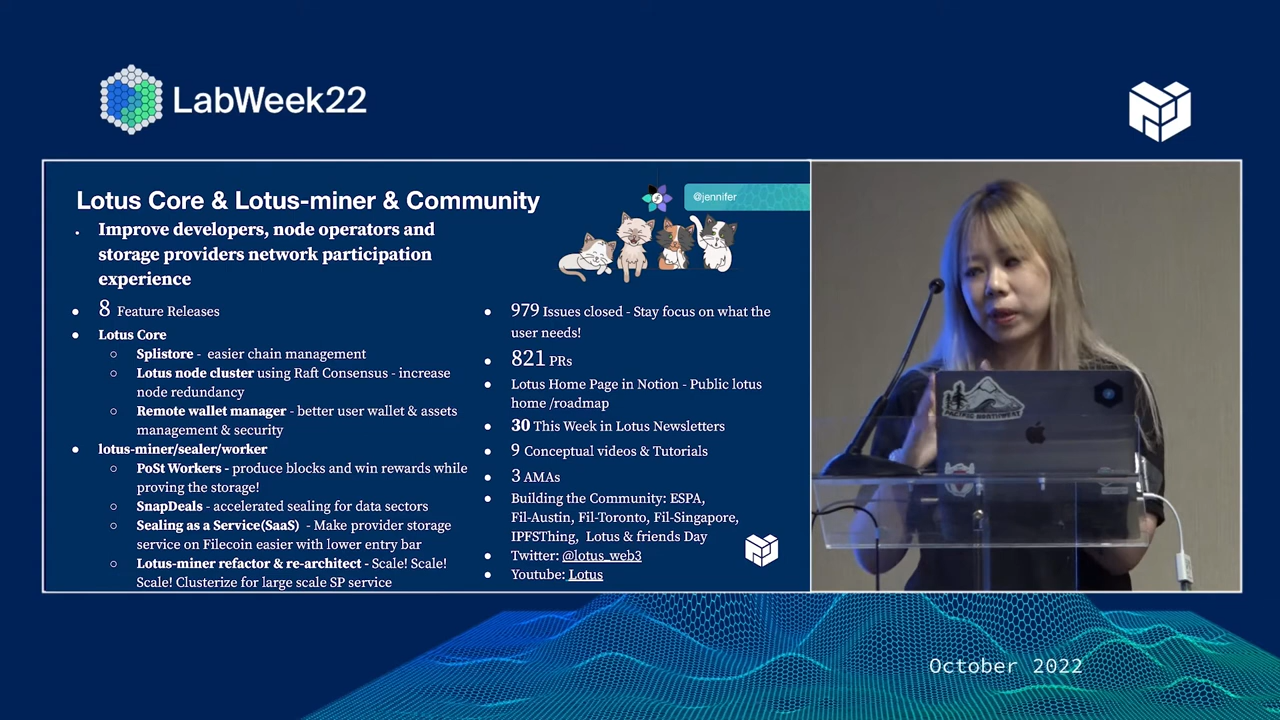 LabWeek22
Lotus Core & Lotus-miner & Community
@jennifer
Improve developers, node operators and
storage providers network participation
experience
8 Feature Releases
Lotus Core
Splistore - easier chain management
Lotus node cluster using Raft Consensus - increase
node redundancy
Remote wallet manager - better user wallet & assets
management & security
lotus-miner/sealer/worker
PoSt Workers - produce blocks and win rewards while
proving the storage!
SnapDeals - accelerated sealing for data sectors
Sealing as a Service(SaaS) - Make provider storage
service on Filecoin easier with lower entry bar
Lotus-miner refactor & re-architect - Scale! Scale!
Scale! Clusterize for large scale SP service
979 Issues closed - Stay focus on what the
user needs!
821 PRs
Lotus Home Page in Notion - Public lotus
home /roadmap
30 This Week in Lotus Newsletters
9 Conceptual videos & Tutorials
3 AMAs
Building the Community: ESPA,
Fil-Austin, Fil-Toronto, Fil-Singapore,
IPFSThing, Lotus & friends Day
Twitter: @lotus_web3
Youtube: Lotus
PACIFIC NORTHWEST
October 2022